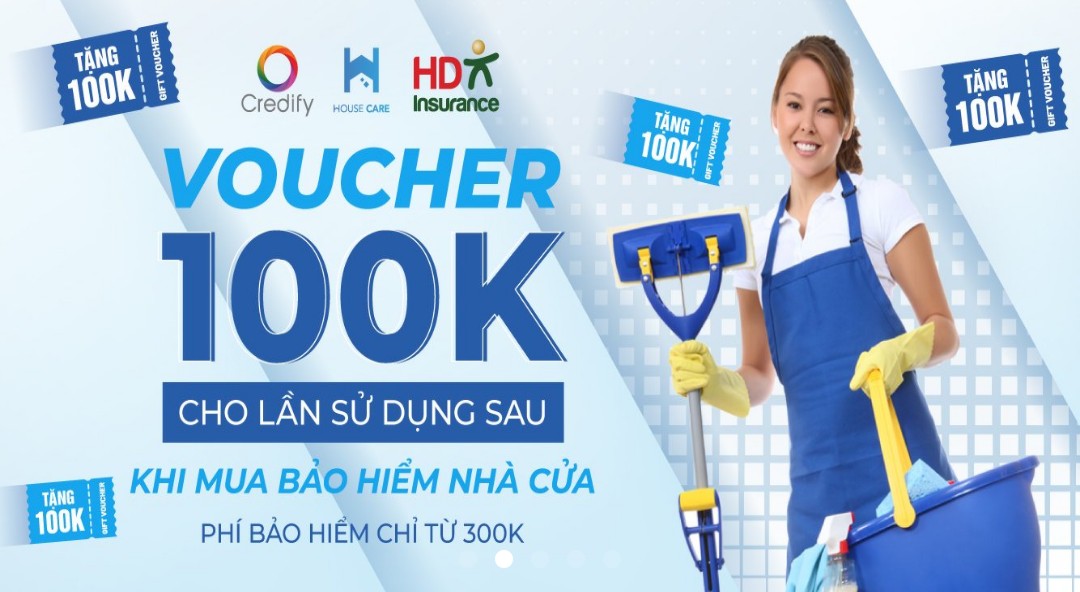 TẶNG
100K
GIFT VOUCHER
Credify
HOUSE CARE
HD
Insurance
TẶNG
100K
GIFT VOUCHER
TẶNG
100K
GIFT VOUCHER
VOUCHER
100K
CHO LẦN SỬ DỤNG SAU
KHI MUA BẢO HIỂM NHÀ CỬA
PHÍ BẢO HIỂM CHỈ TỪ 300K
TẶNG
100K
GIFT VOUCHER